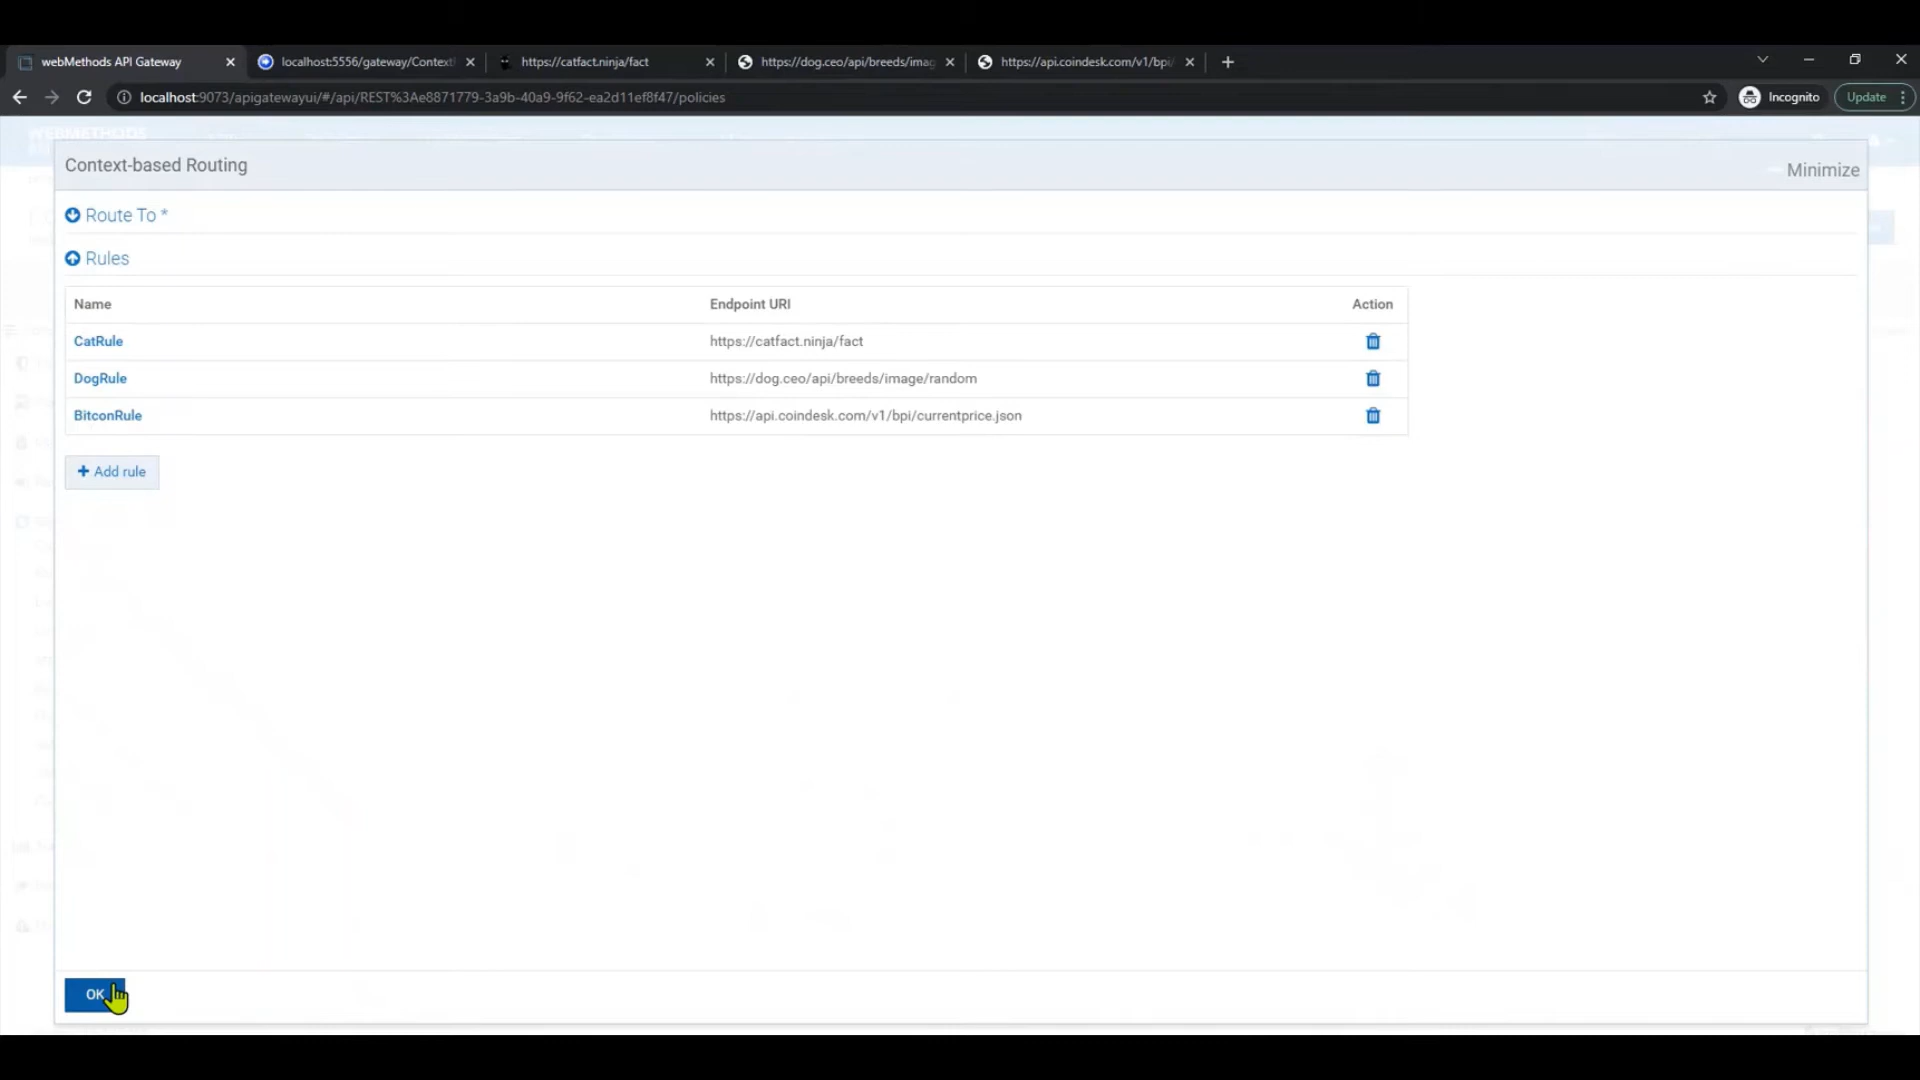 webMethods API Gateway
localhost:5556/gateway/Context
https://catfact.ninja/fact
https://dog.ceo/api/breeds/imag
https://api.coindesk.com/v1/bpi/
localhost:9073/apigatewayui/#/api/REST%3Ae8871779-3a9b-40a9-9f62-ea2d11ef8f47/policies
Incognito
Update
WEBMETHODS
Context-based Routing
Minimize
Route To *
Rules
Name Endpoint URI Action
CatRule https://catfact.ninja/fact
DogRule https://dog.ceo/api/breeds/image/random
BitconRule https://api.coindesk.com/v1/bpi/currentprice.json
+ Add rule
OK